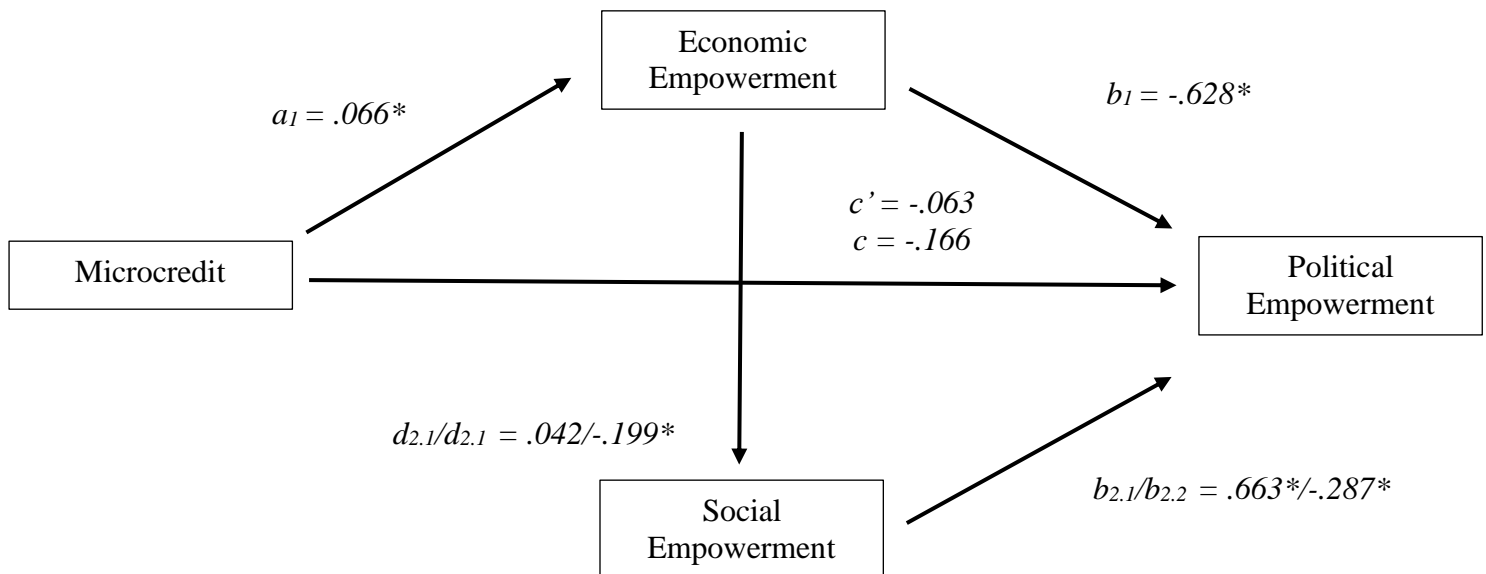 Economic
Empowerment
a1 = .066*
b1 = -.628*
c’ = -.063
c = -.166
Microcredit
Political
Empowerment
d2.1/d2.1 = .042/-.199*
b2.1/b2.2 = .663*/-.287*
Social
Empowerment